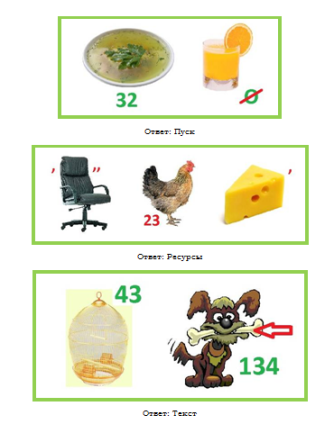 32 О
Ответ: Пуск
’ ” 23 ’
Ответ: Ресурсы
43
134
Ответ: Текст